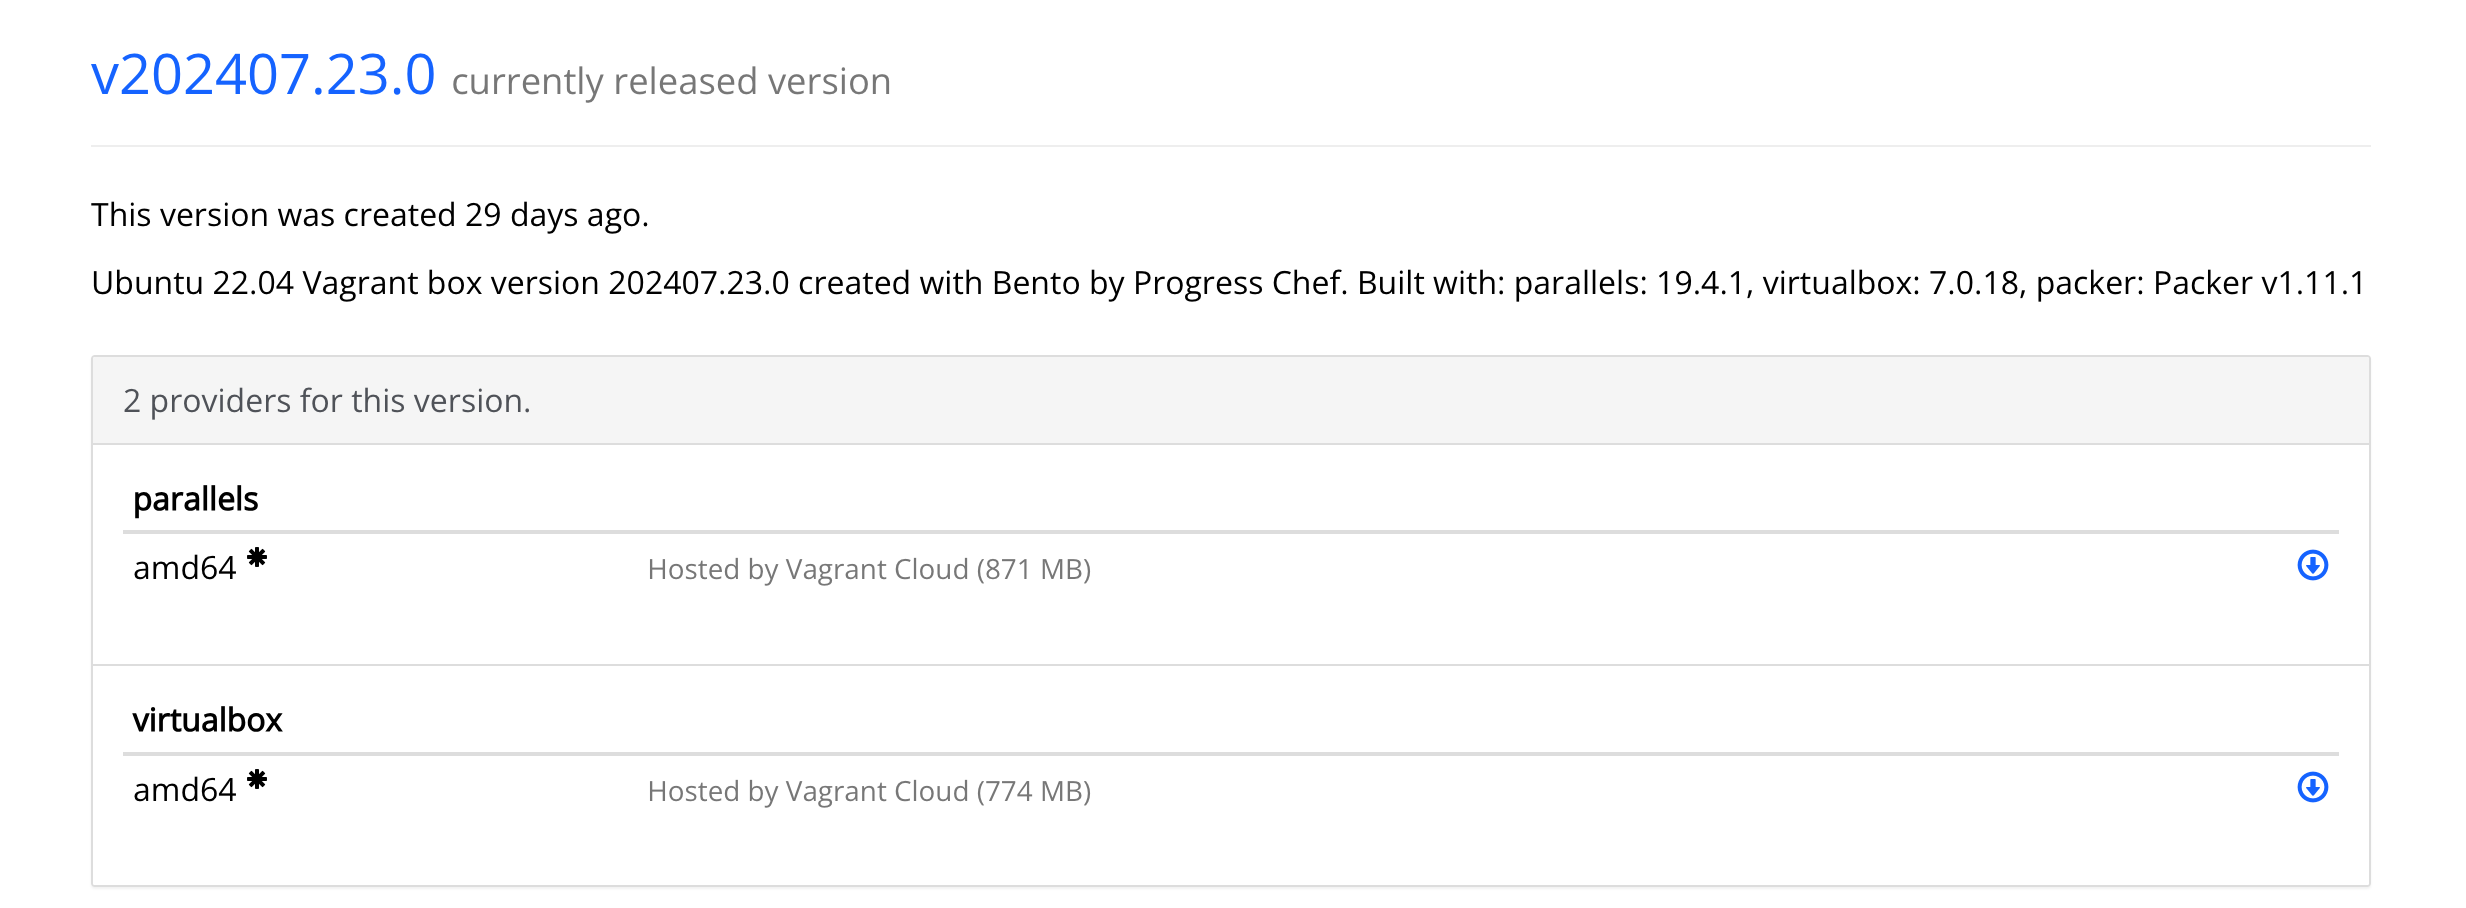 v202407.23.0 currently released version
This version was created 29 days ago.
Ubuntu 22.04 Vagrant box version 202407.23.0 created with Bento by Progress Chef. Built with: parallels: 19.4.1, virtualbox: 7.0.18, packer: Packer v1.11.1
2 providers for this version.
parallels
amd64 * Hosted by Vagrant Cloud (871 MB)
virtualbox
amd64 * Hosted by Vagrant Cloud (774 MB)